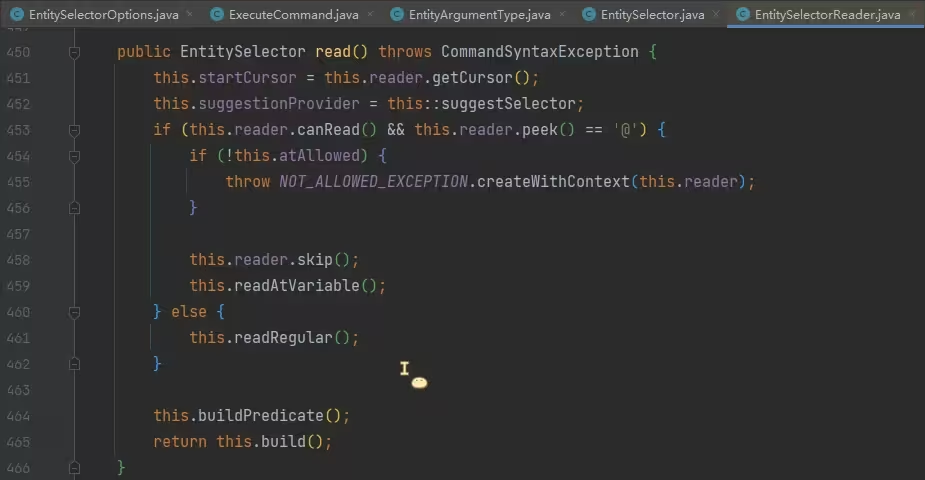 EntitySelectorOptions.java × ExecuteCommand.java × EntityArgumentType.java × EntitySelector.java × EntitySelectorReader.java ×
450 public EntitySelector read() throws CommandSyntaxException {
451 this.startCursor = this.reader.getCursor();
452 this.suggestionProvider = this::suggestSelector;
453 if (this.reader.canRead() && this.reader.peek() == '@') {
454 if (!this.atAllowed) {
455 throw NOT_ALLOWED_EXCEPTION.createWithContext(this.reader);
456 }
457
458 this.reader.skip();
459 this.readAtVariable();
460 } else {
461 this.readRegular();
462 }
463
464 this.buildPredicate();
465 return this.build();
466 }